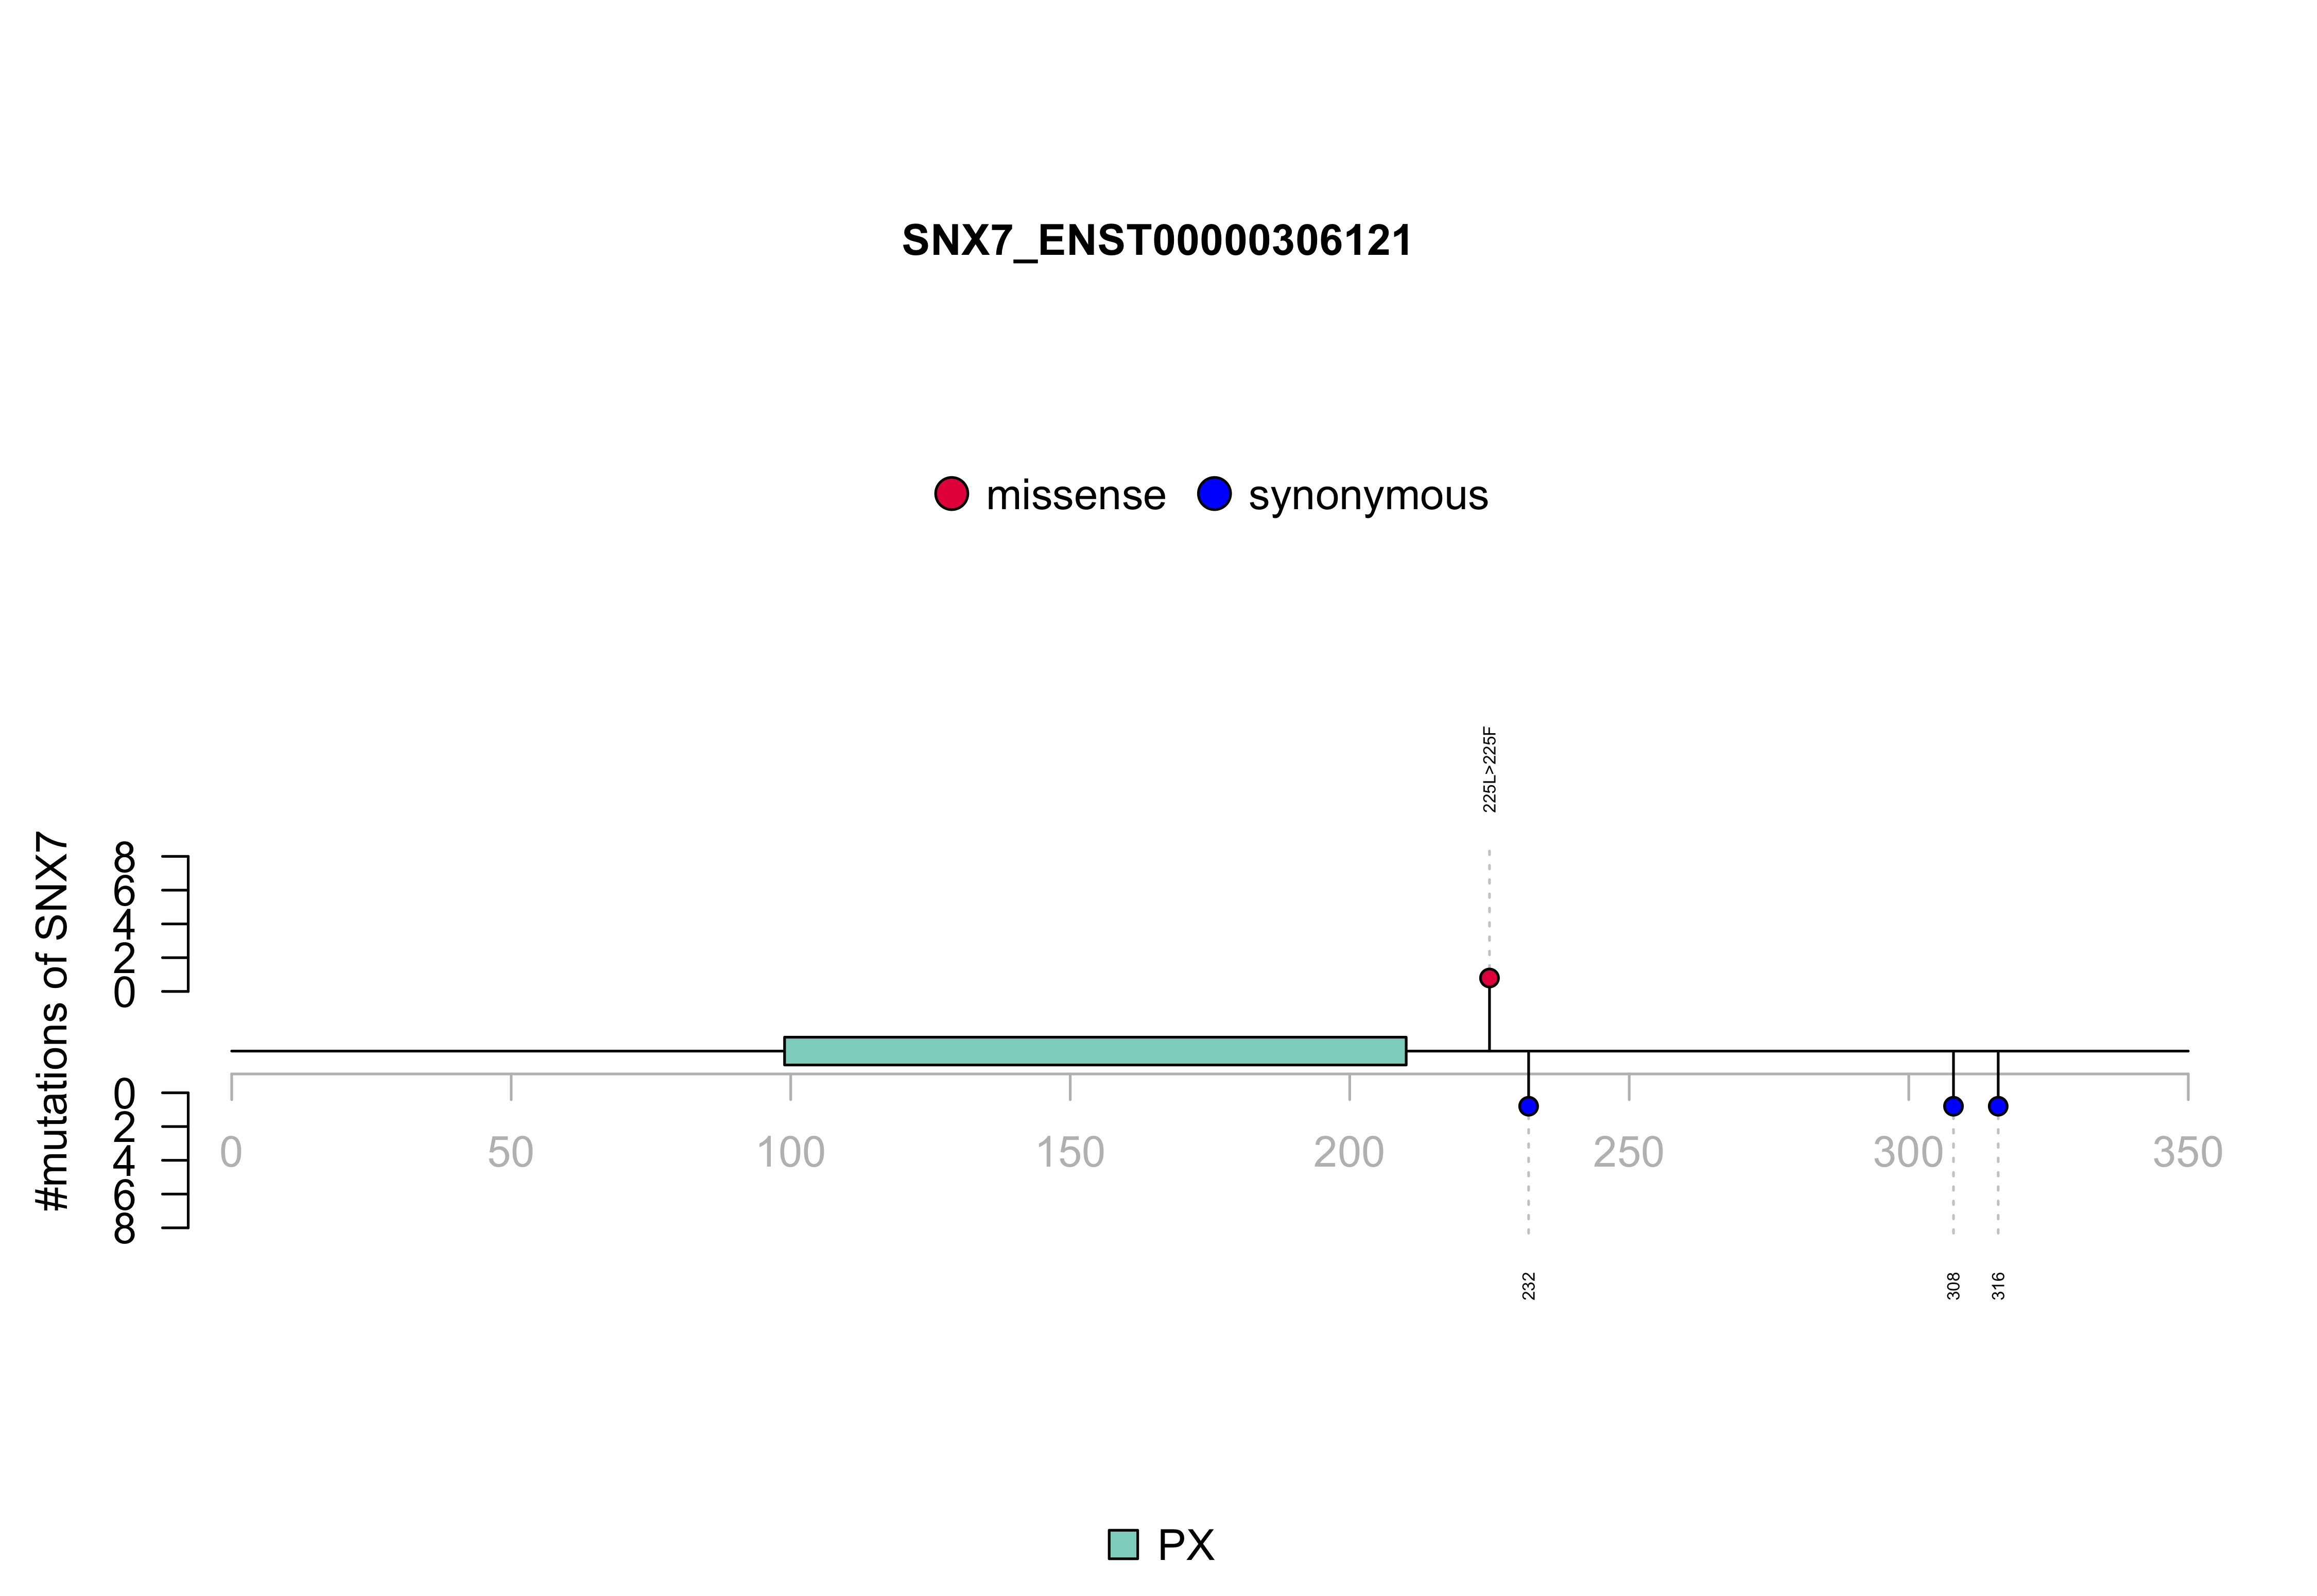 SNX7_ENST00000306121
missense synonymous
225L>225F
#mutations of SNX7
8
6
4
2
0
0
2
4
6
8
0 50 100 150 200 250 300 350
232 308 316
PX